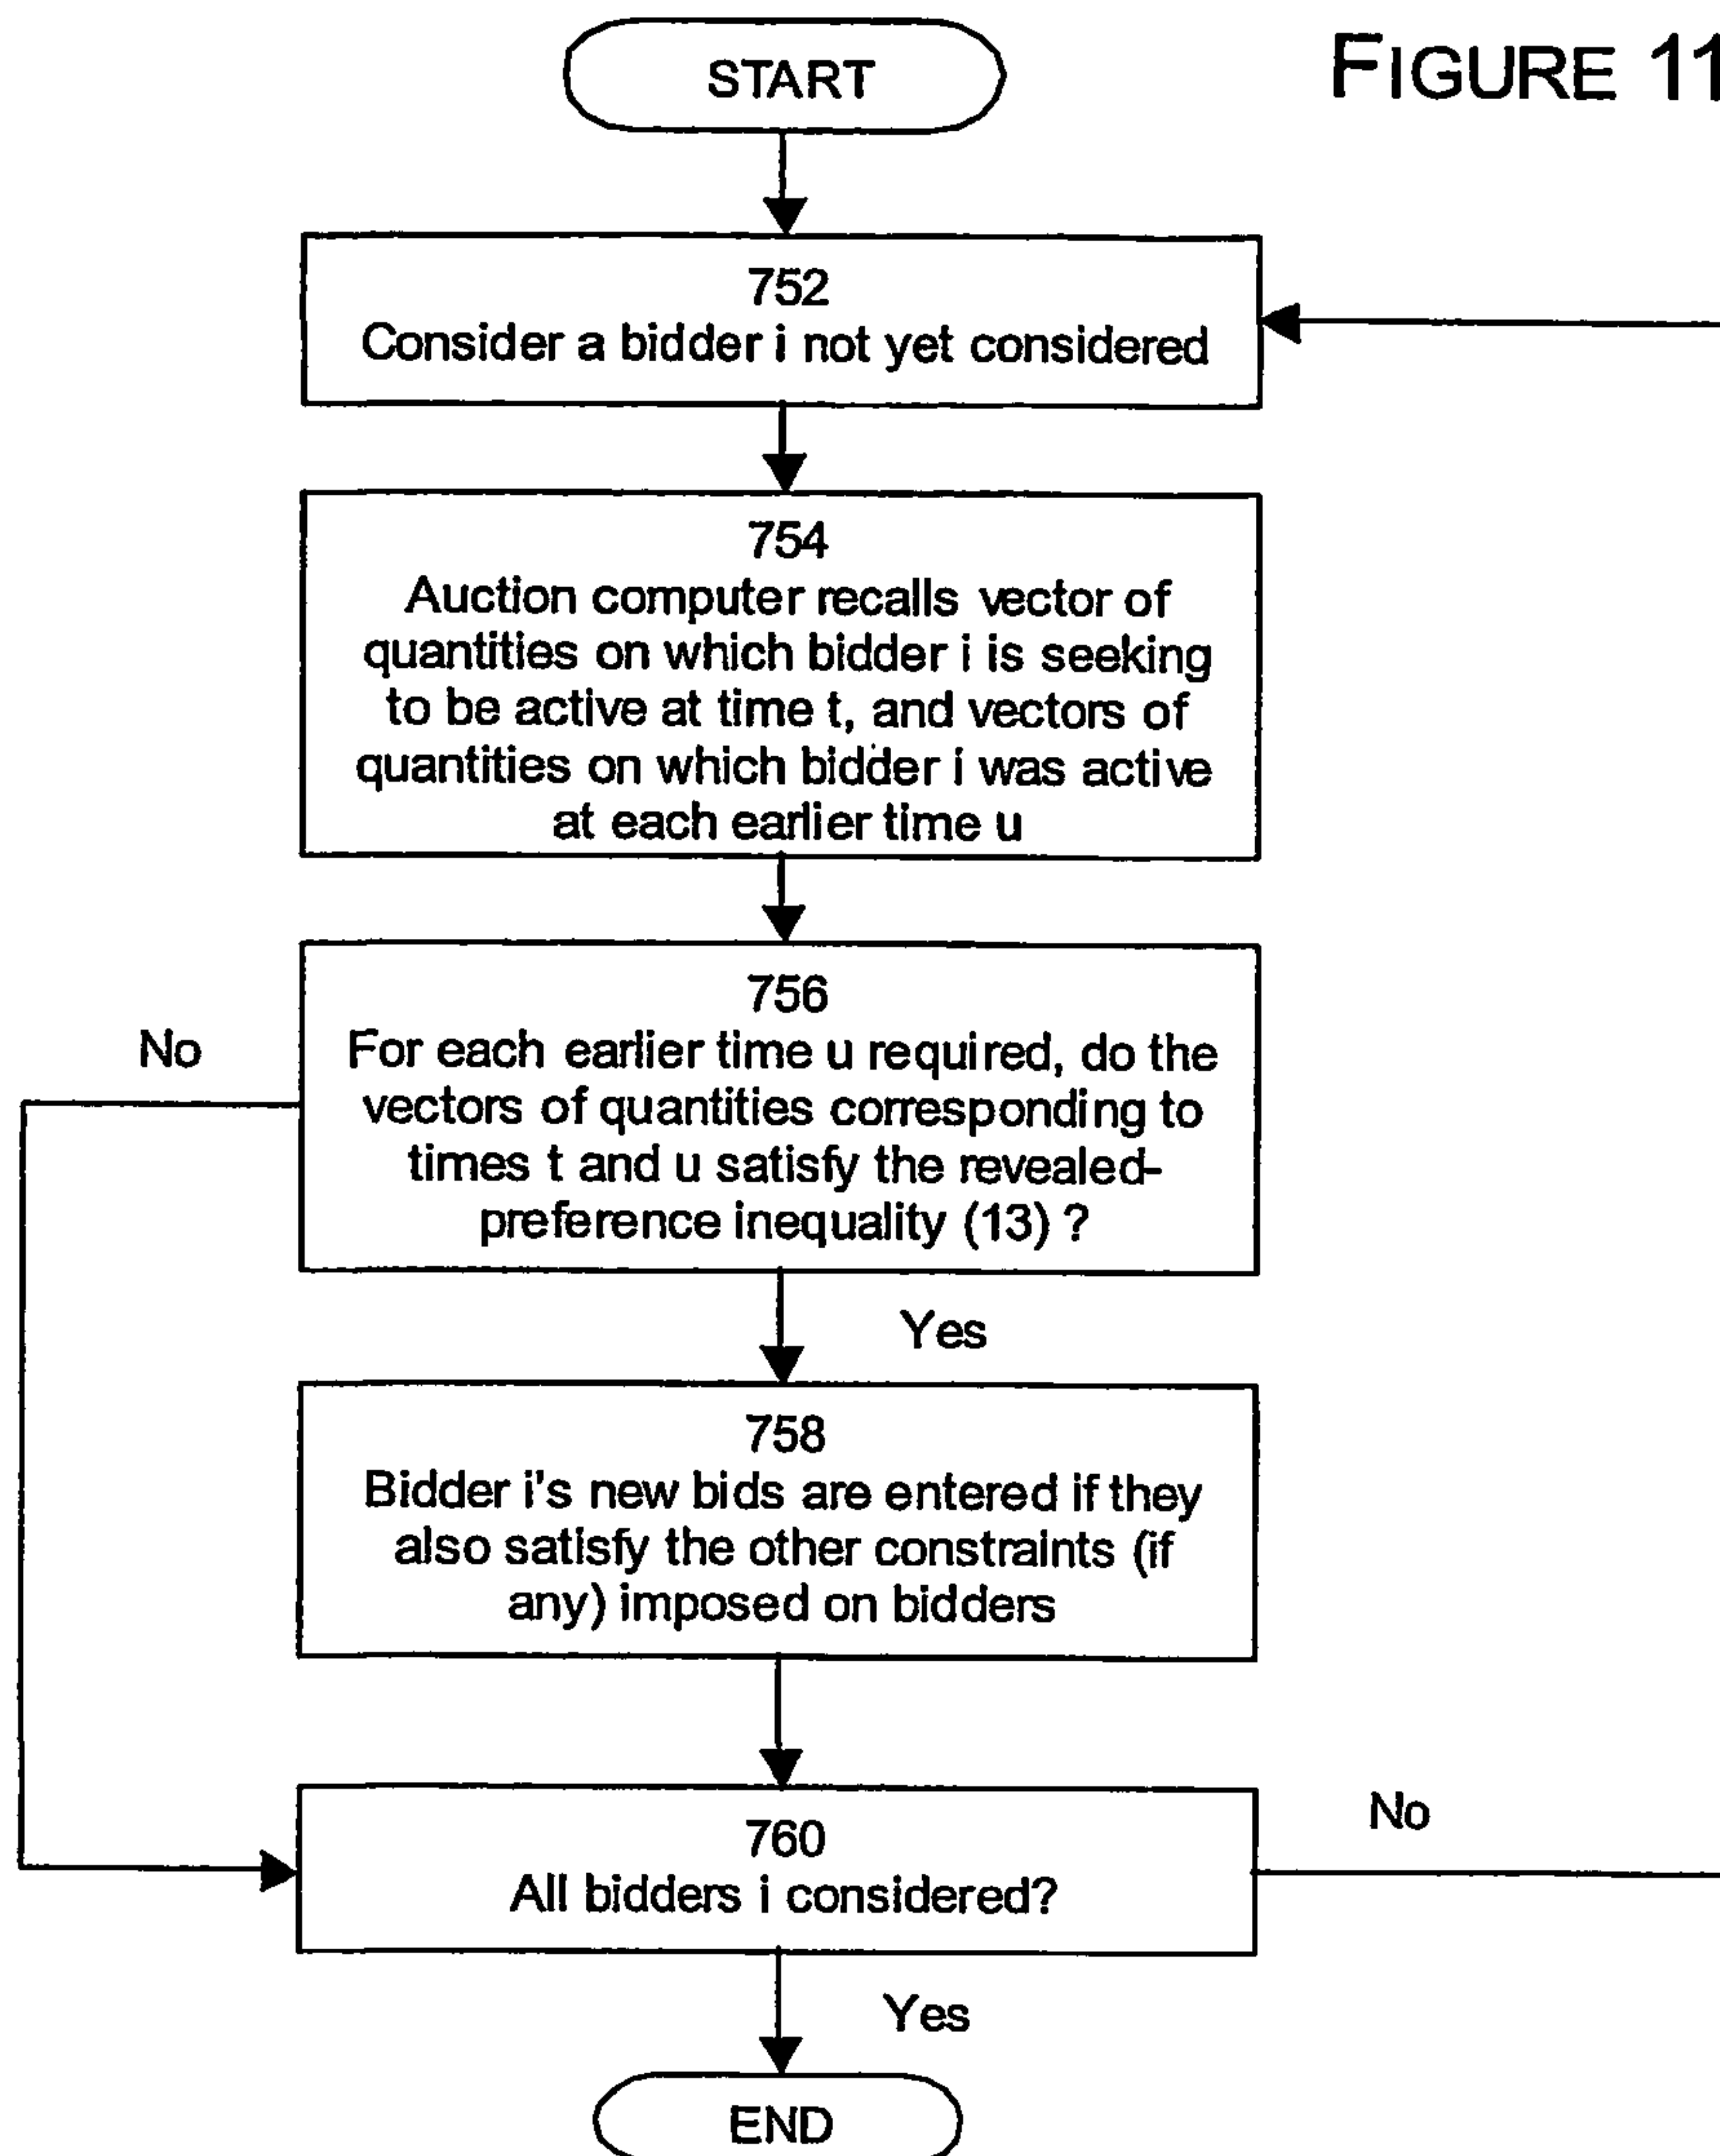 START
FIGURE 11
752
Consider a bidder i not yet considered
754
Auction computer recalls vector of
quantities on which bidder i is seeking
to be active at time t, and vectors of
quantities on which bidder i was active
at each earlier time u
756
For each earlier time u required, do the
vectors of quantities corresponding to
times t and u satisfy the revealed-
preference inequality (13) ?
No
Yes
758
Bidder i's new bids are entered if they
also satisfy the other constraints (if
any) imposed on bidders
760
All bidders i considered?
No
Yes
END